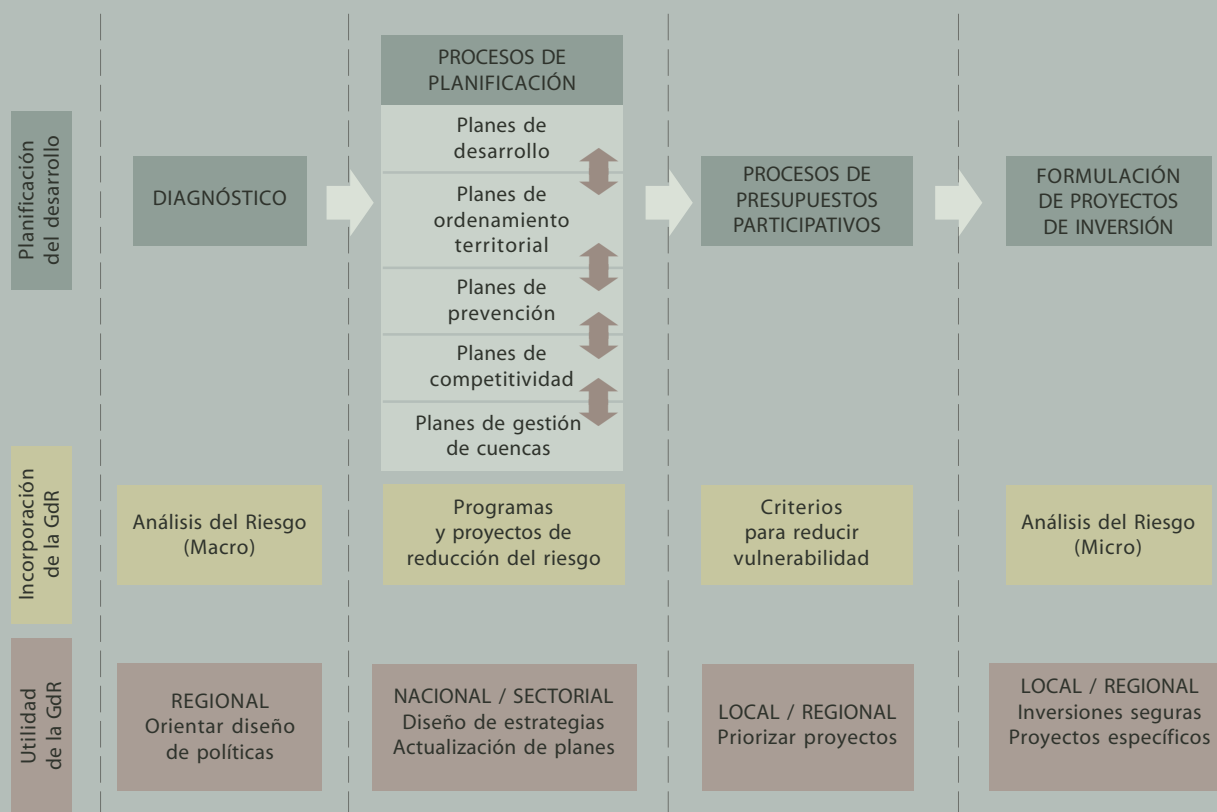 Planificación
del desarrollo
DIAGNÓSTICO
PROCESOS DE
PLANIFICACIÓN
Planes de
desarrollo
Planes de
ordenamiento
territorial
Planes de
prevención
Planes de
competitividad
Planes de gestión
de cuencas
PROCESOS DE
PRESUPUESTOS
PARTICIPATIVOS
FORMULACIÓN
DE PROYECTOS
DE INVERSIÓN
Incorporación
de la GdR
Análisis del Riesgo
(Macro)
Programas
y proyectos de
reducción del riesgo
Criterios
para reducir
vulnerabilidad
Análisis del Riesgo
(Micro)
Utilidad
de la GdR
REGIONAL
Orientar diseño
de políticas
NACIONAL / SECTORIAL
Diseño de estrategias
Actualización de planes
LOCAL / REGIONAL
Priorizar proyectos
LOCAL / REGIONAL
Inversiones seguras
Proyectos específicos